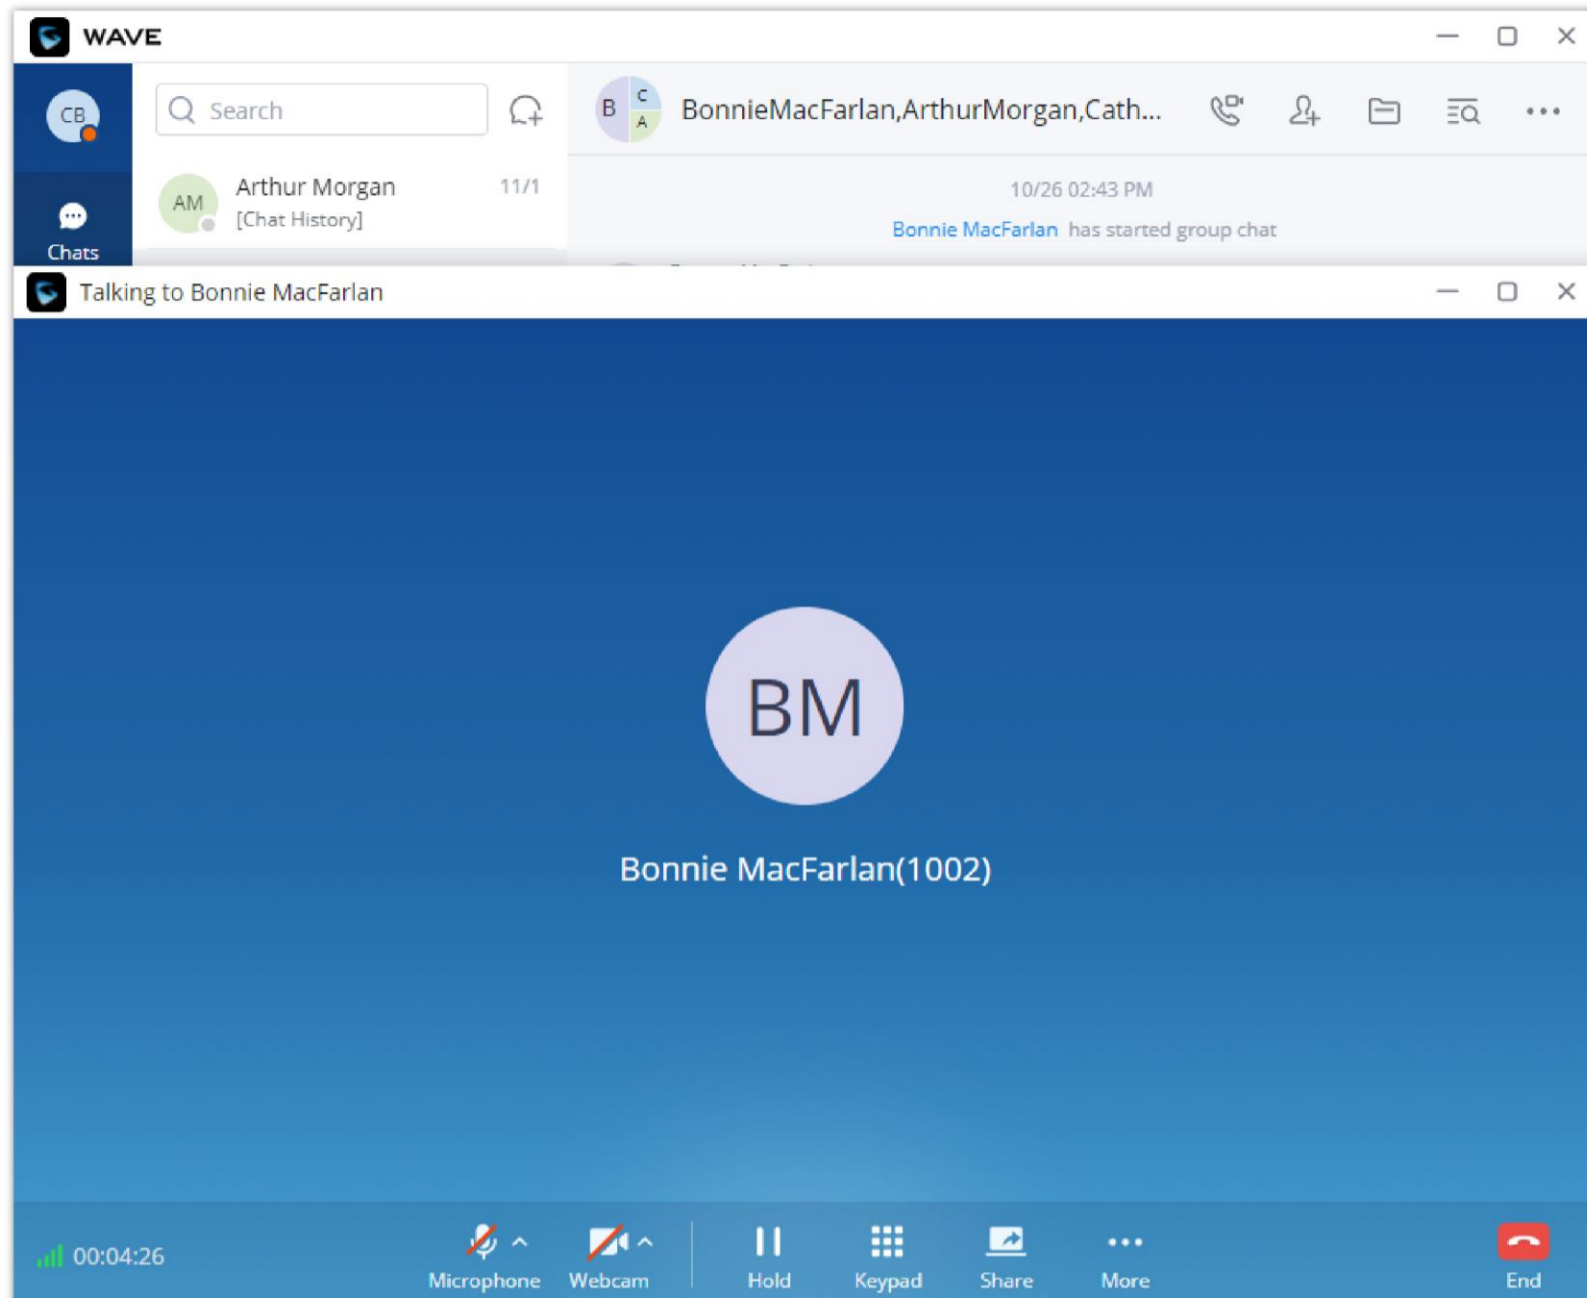 WAVE
CB
Search
B C A
BonnieMacFarlan,ArthurMorgan,Cath...
AM
Arthur Morgan
11/1
[Chat History]
10/26 02:43 PM
Bonnie MacFarlan has started group chat
Chats
Talking to Bonnie MacFarlan
BM
Bonnie MacFarlan(1002)
00:04:26
Microphone
Webcam
Hold
Keypad
Share
More
End